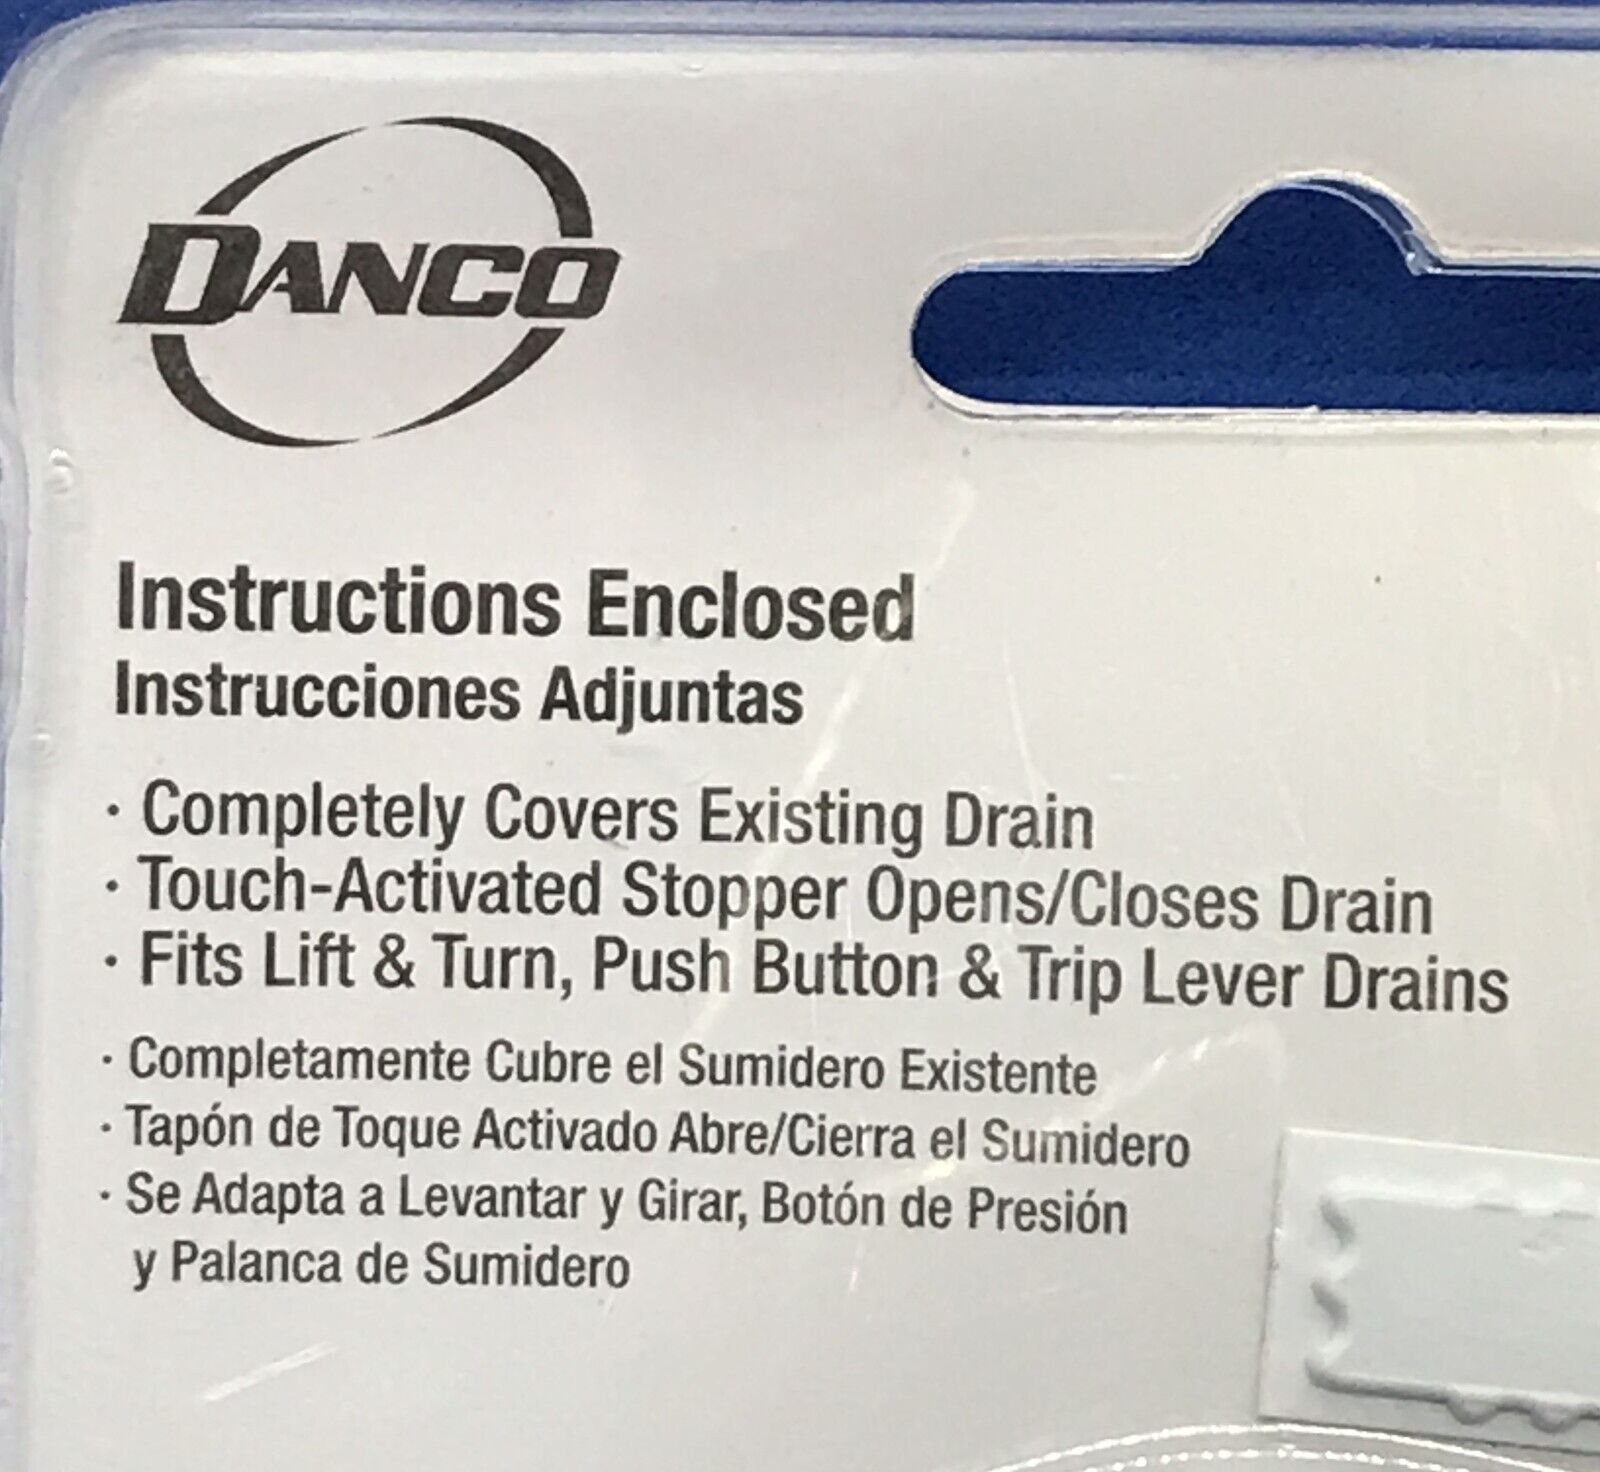 DANCO
Instructions Enclosed
Instrucciones Adjuntas
· Completely Covers Existing Drain
· Touch-Activated Stopper Opens/Closes Drain
· Fits Lift & Turn, Push Button & Trip Lever Drains
· Completamente Cubre el Sumidero Existente
· Tapón de Toque Activado Abre/Cierra el Sumidero
· Se Adapta a Levantar y Girar, Botón de Presión
y Palanca de Sumidero